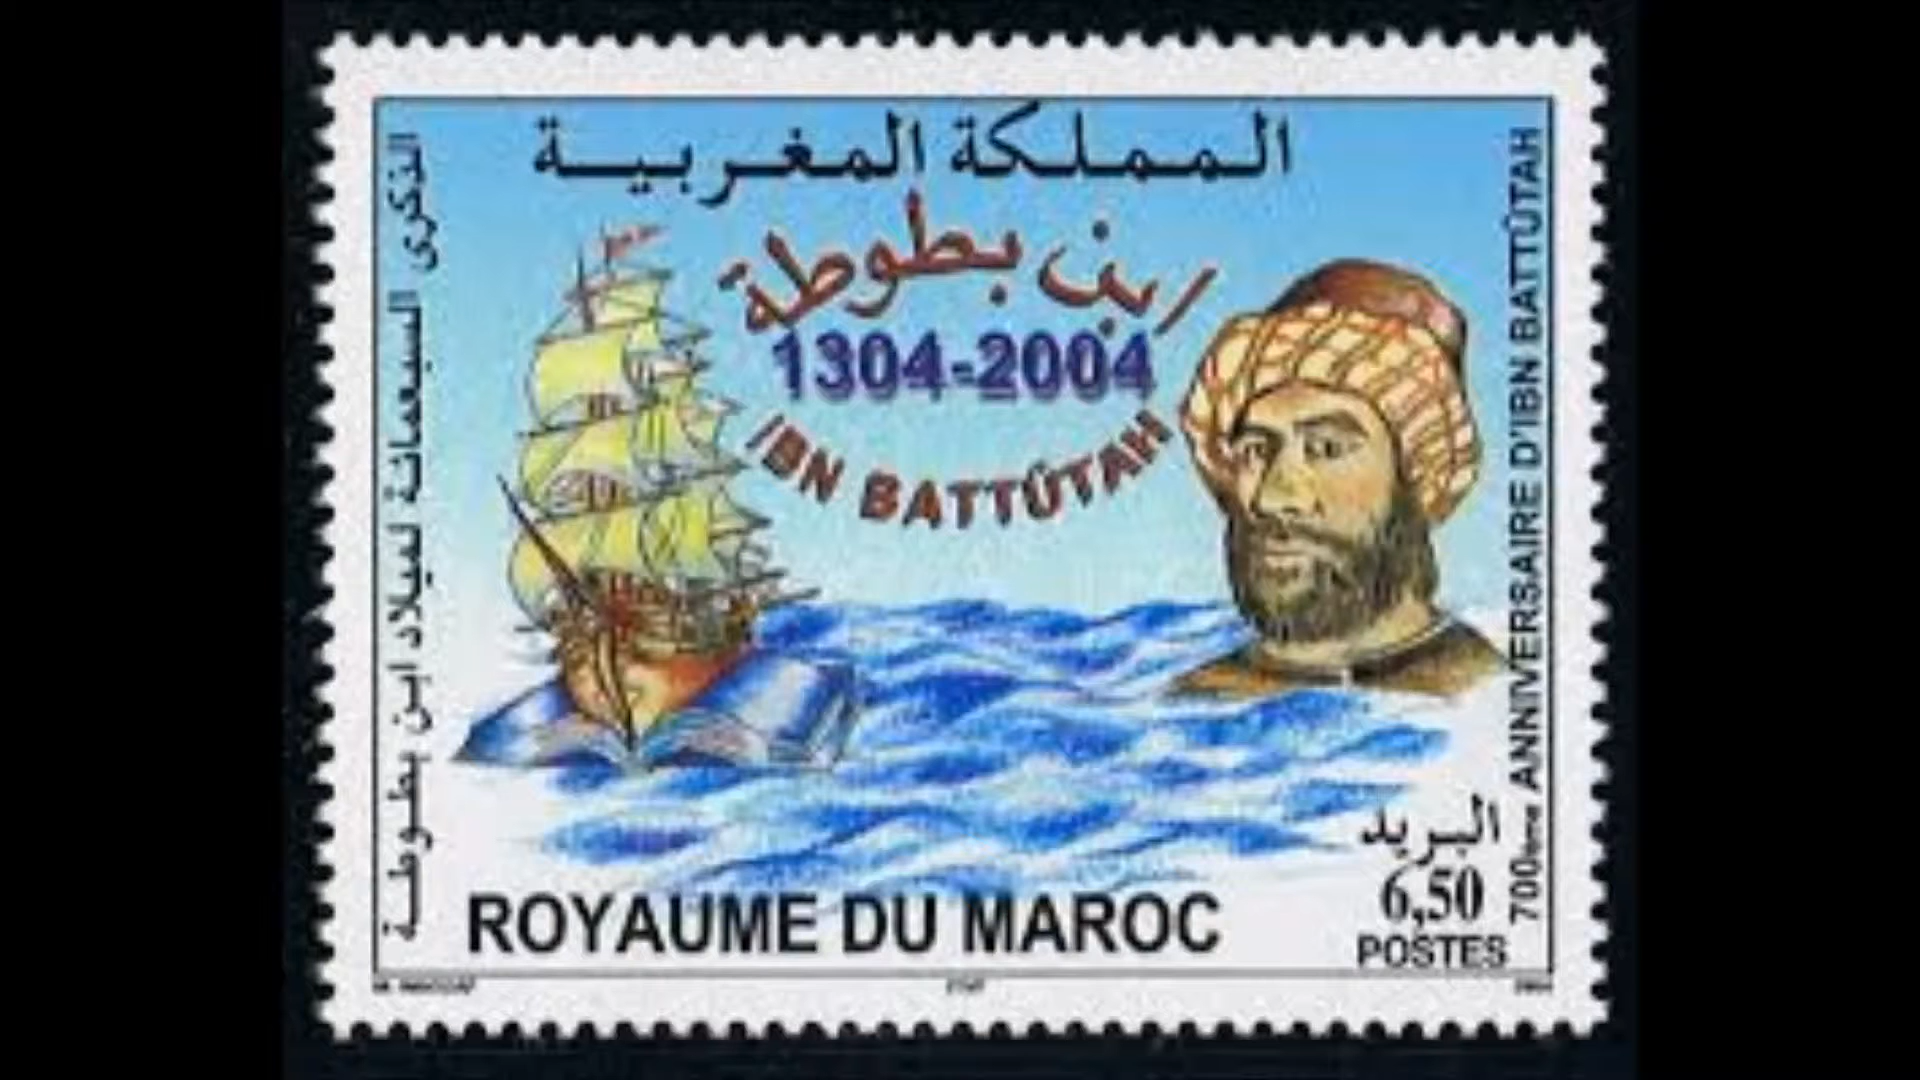 المملكة المغربية
ابن بطوطة
1304-2004
IBN BATTÛTAH
الذكرى السبعمائة لميلاد ابن بطوطة
700ème ANNIVERSAIRE D'IBN BATTÛTAH
البريد
6,50
POSTES
ROYAUME DU MAROC